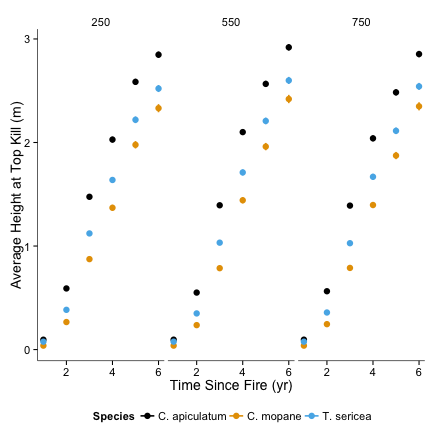 250 550 750
3
2
1
0
Average Height at Top Kill (m)
2 4 6 2 4 6 2 4 6
Time Since Fire (yr)
Species C. apiculatum C. mopane T. sericea